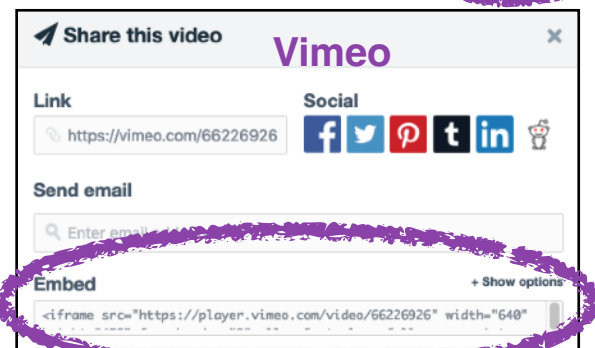 Share this video
Vimeo
Link
Social
https://vimeo.com/66226926
Send email
Enter email
Embed
+ Show options
<iframe src="https://player.vimeo.com/video/66226926" width="640"